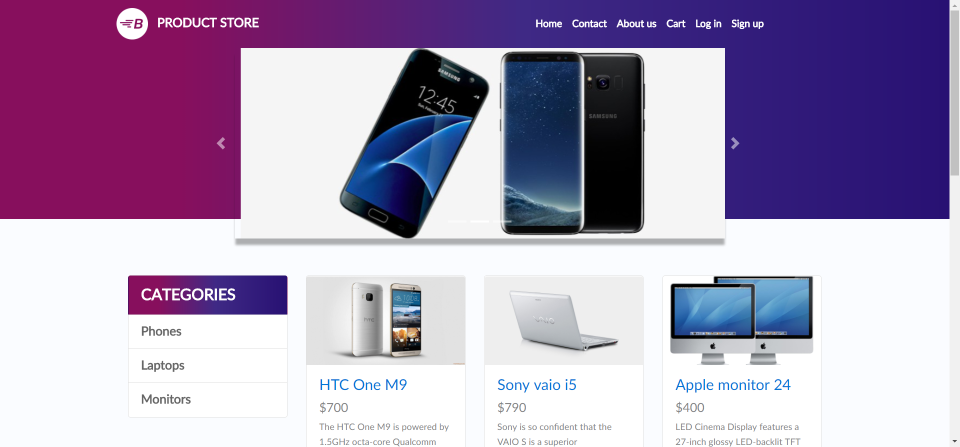 B PRODUCT STORE
Home Contact About us Cart Log in Sign up
SAMSUNG
12:45
SAMSUNG
CATEGORIES
Phones
Laptops
Monitors
HTC One M9
$700
The HTC One M9 is powered by
1.5GHz octa-core Qualcomm
VAIO
Sony vaio i5
$790
Sony is so confident that the
VAIO S is a superior
Apple monitor 24
$400
LED Cinema Display features a
27-inch glossy LED-backlit TFT